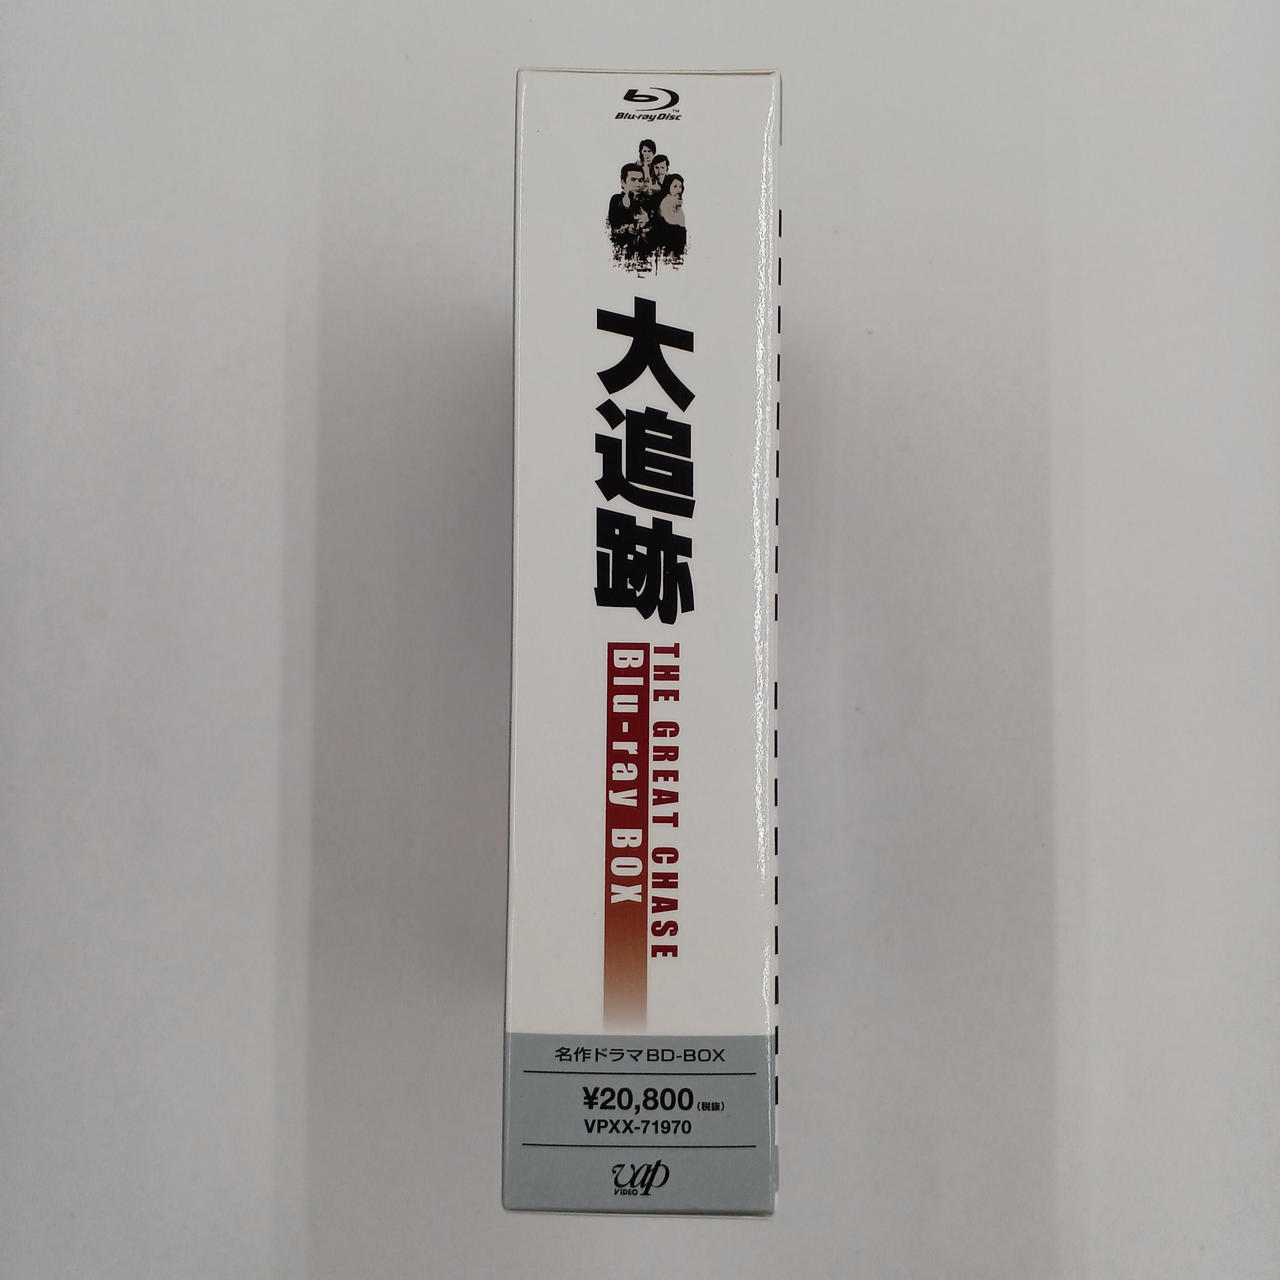 Blu-ray Disc™
大追跡
THE GREAT CHASE
Blu-ray BOX
名作ドラマBD-BOX
¥20,800(税抜)
VPXX-71970
vap
VIDEO